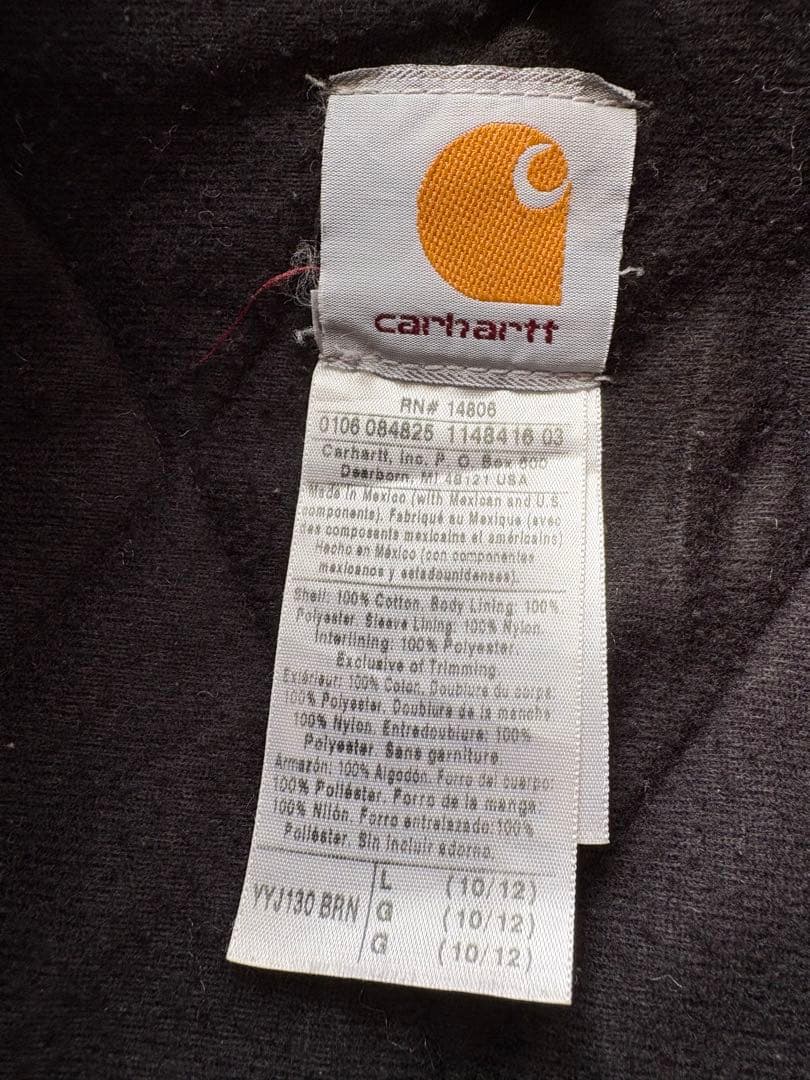 carhartt
RN# 14806
0106 084825 1148416 03
Carhartt, Inc. P. O. Box 600
Dearborn, MI 48121 USA
Made in Mexico (with Mexican and U.S.
components). Fabriqué au Mexique (avec
des composants mexicains et américains)
Hecho en México (con componentes
mexicanos y estadounidenses).
Shell: 100% Cotton. Body Lining: 100%
Polyester. Sleeve Lining: 100% Nylon.
Interlining: 100% Polyester.
Exclusive of Trimming
Extérieur: 100% Coton. Doublure du corps:
100% Polyester. Doublure de la manche
100% Nylon. Entredoublure: 100%
Polyester. Sans garniture
Armazón: 100% Algodón. Forro del cuerpo:
100% Poliéster. Forro de la manga
100% Nilón. Forro entrelazado: 100%
Poliéster. Sin incluir adorno.
YYJ130 BRN
L (10/12)
G (10/12)
G (10/12)